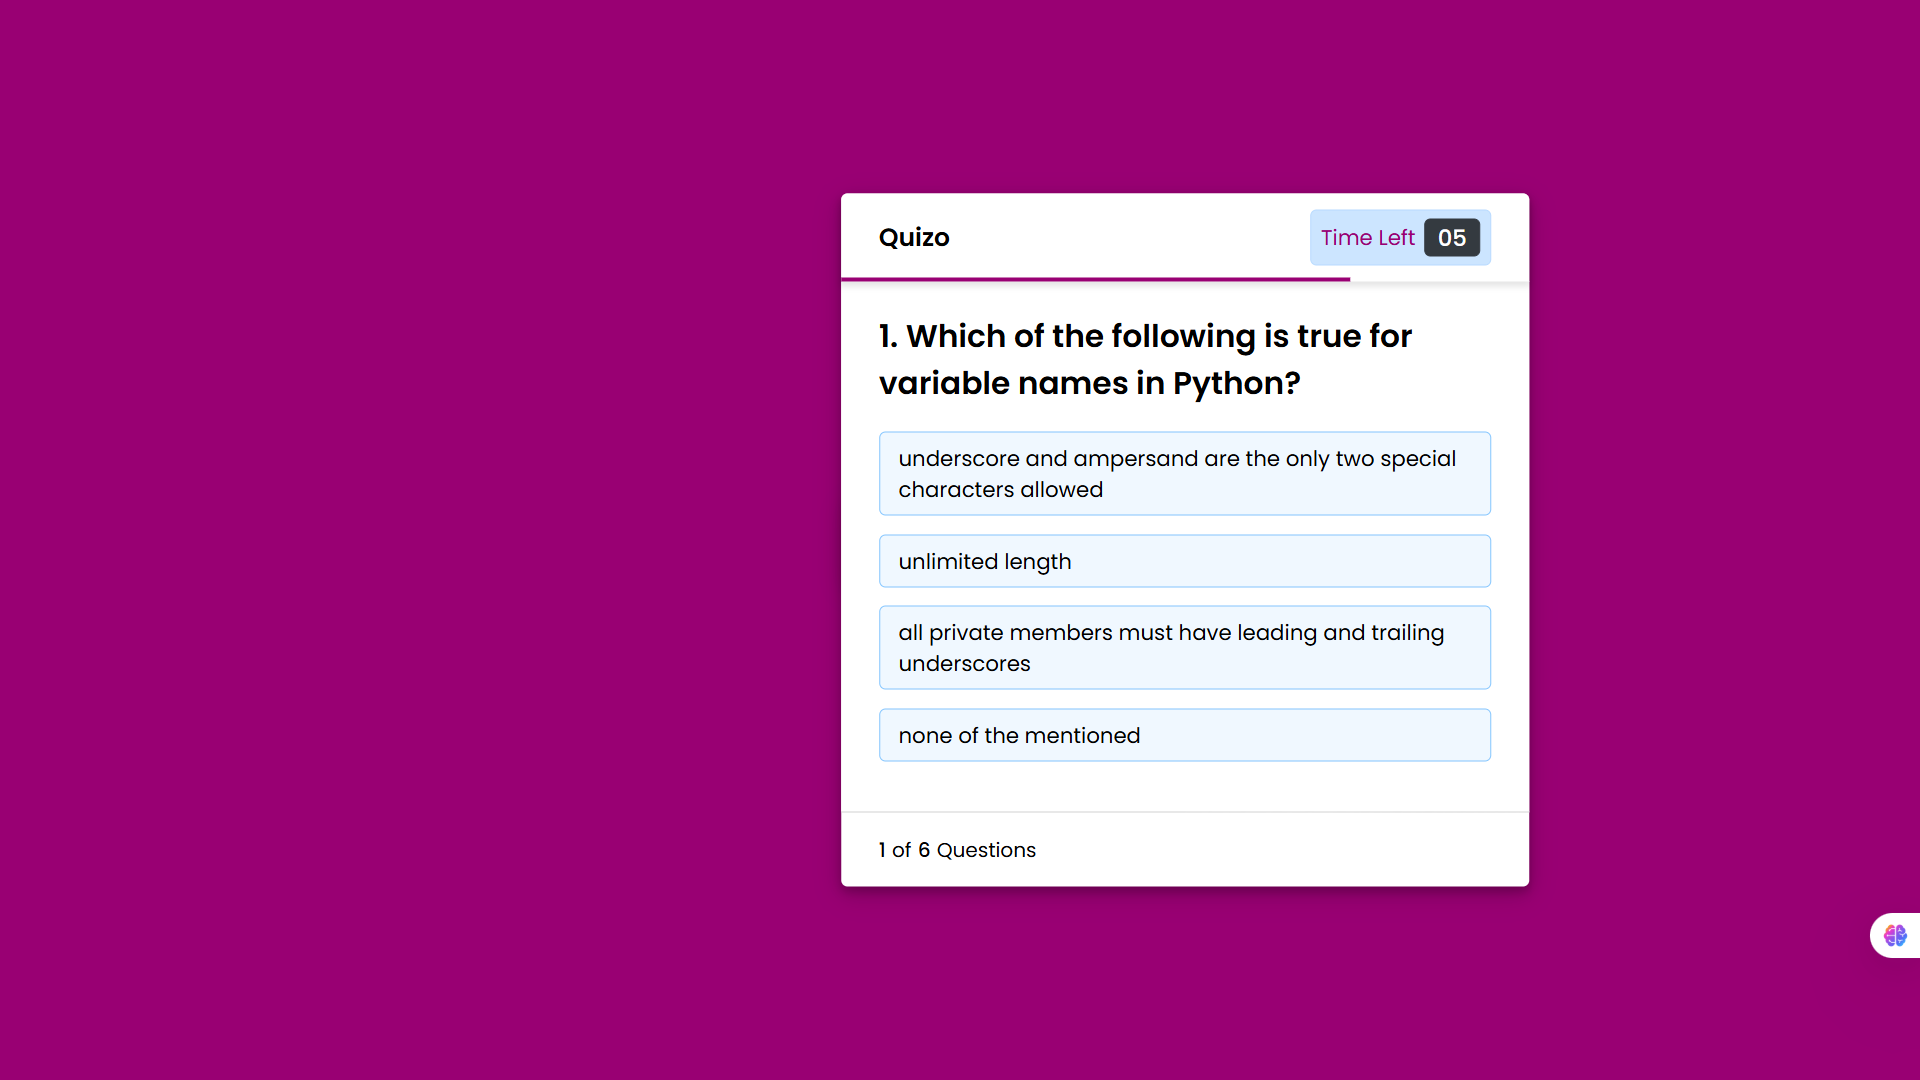 Quizo
Time Left 05
1. Which of the following is true for
variable names in Python?
underscore and ampersand are the only two special
characters allowed
unlimited length
all private members must have leading and trailing
underscores
none of the mentioned
1 of 6 Questions